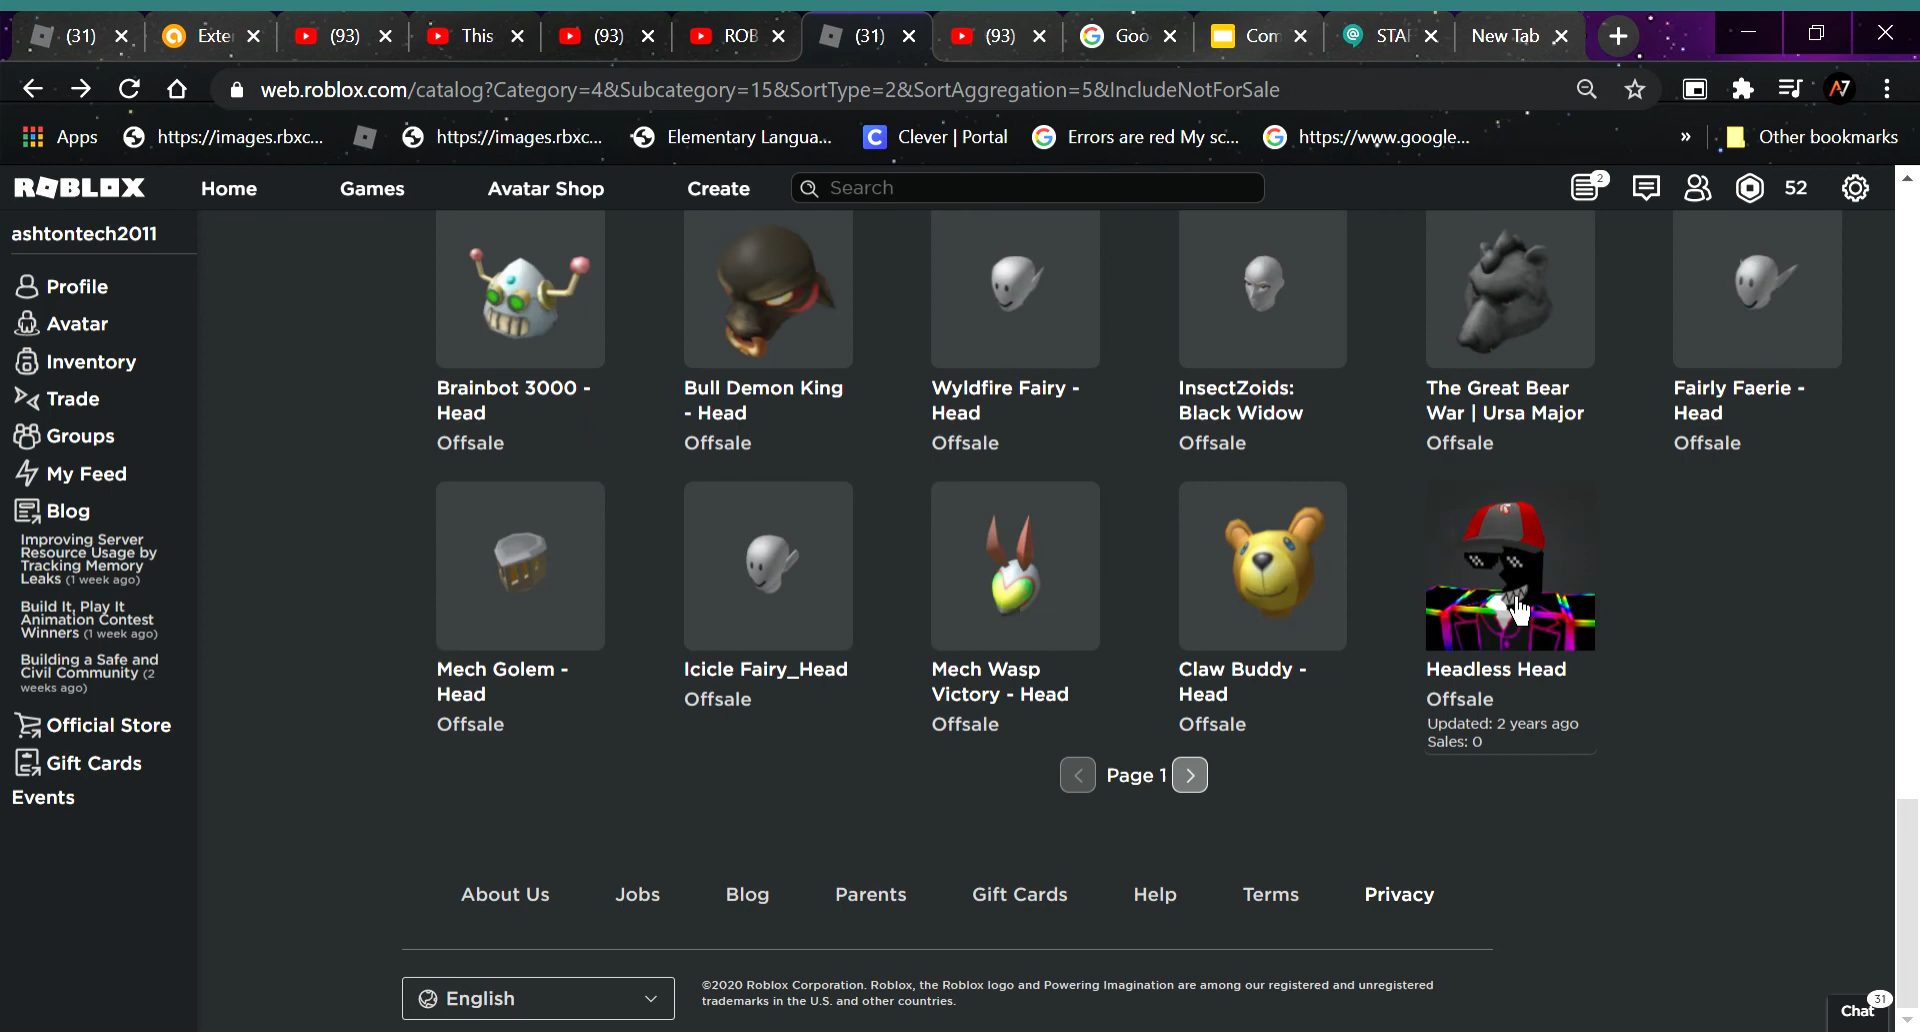 (31)
Exte
(93)
This
(93)
ROB
(31)
(93)
Goo
Com
STAF
New Tab
web.roblox.com/catalog?Category=4&Subcategory=15&SortType=2&SortAggregation=5&IncludeNotForSale
A7
Apps
https://images.rbxc...
https://images.rbxc...
Elementary Langua...
C
Clever | Portal
Errors are red My sc...
https://www.google...
»
Other bookmarks
ROBLOX
Home
Games
Avatar Shop
Create
Search
2
52
ashtontech2011
Profile
Avatar
Inventory
Trade
Groups
My Feed
Blog
Improving Server
Resource Usage by
Tracking Memory
Leaks (1 week ago)
Build It, Play It
Animation Contest
Winners (1 week ago)
Building a Safe and
Civil Community (2
weeks ago)
Official Store
Gift Cards
Events
Brainbot 3000 -
Head
Offsale
Bull Demon King
- Head
Offsale
Wyldfire Fairy -
Head
Offsale
InsectZoids:
Black Widow
Offsale
The Great Bear
War | Ursa Major
Offsale
Fairly Faerie -
Head
Offsale
Mech Golem -
Head
Offsale
Icicle Fairy_Head
Offsale
Mech Wasp
Victory - Head
Offsale
Claw Buddy -
Head
Offsale
Headless Head
Offsale
Updated: 2 years ago
Sales: 0
Page 1
About Us
Jobs
Blog
Parents
Gift Cards
Help
Terms
Privacy
English
©2020 Roblox Corporation. Roblox, the Roblox logo and Powering Imagination are among our registered and unregistered
trademarks in the U.S. and other countries.
Chat
31